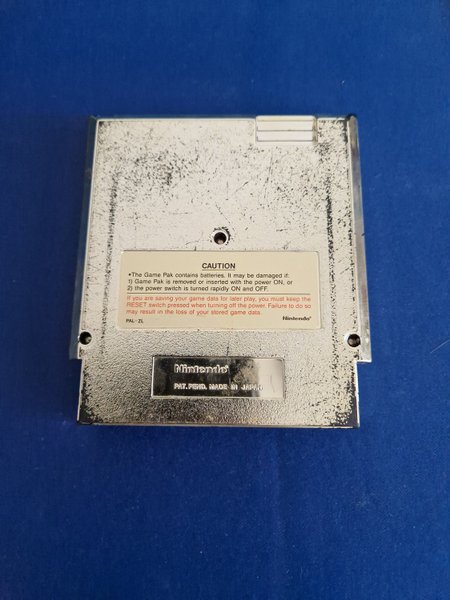 CAUTION
•The Game Pak contains batteries. It may be damaged if:
1) Game Pak is removed or inserted with the power ON, or
2) the power switch is turned rapidly ON and OFF.
If you are saving your game data for later play, you must keep the
RESET switch pressed when turning off the power. Failure to do so
may result in the loss of your stored game data.
PAL-ZL Nintendo
Nintendo®
PAT. PEND. MADE IN JAPAN